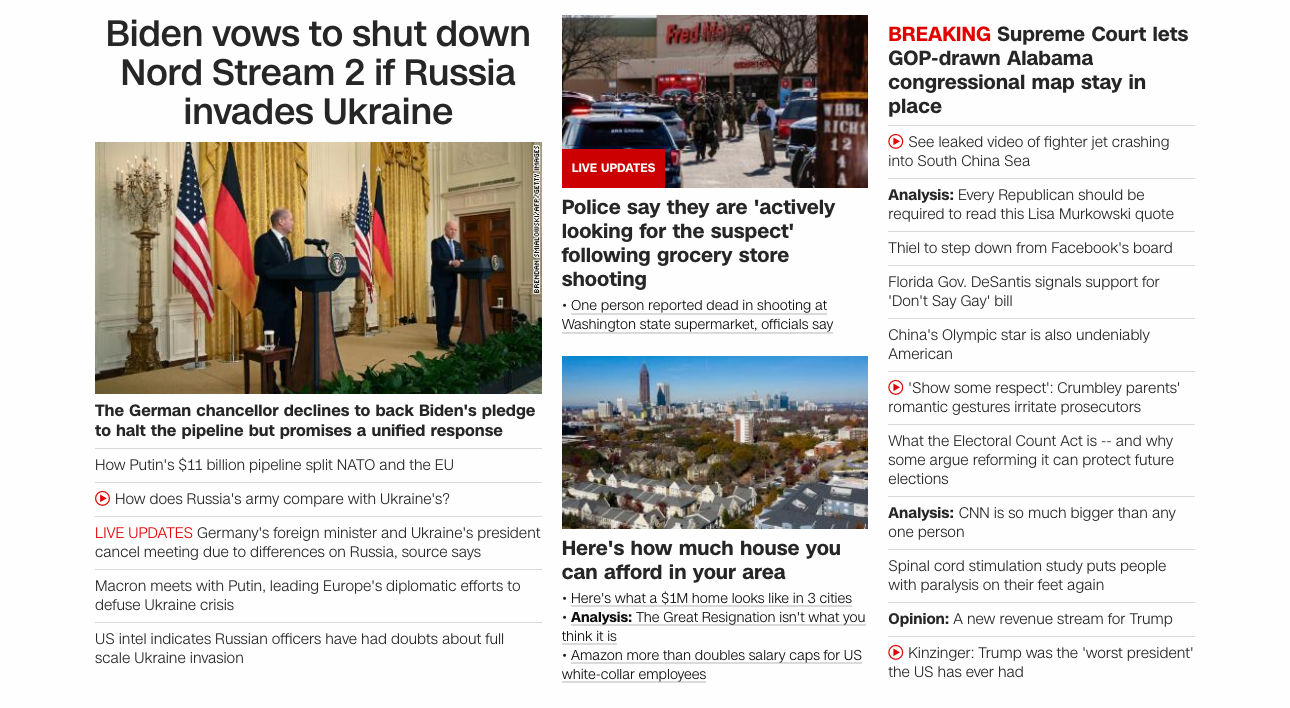 Biden vows to shut down
Nord Stream 2 if Russia
invades Ukraine
BRENDAN SMIALOWSKI/AFP/GETTY IMAGES
The German chancellor declines to back Biden's pledge
to halt the pipeline but promises a unified response
How Putin's $11 billion pipeline split NATO and the EU
How does Russia's army compare with Ukraine's?
LIVE UPDATES Germany's foreign minister and Ukraine's president
cancel meeting due to differences on Russia, source says
Macron meets with Putin, leading Europe's diplomatic efforts to
defuse Ukraine crisis
US intel indicates Russian officers have had doubts about full
scale Ukraine invasion
Fred Meyer
WHBL
RICH1
12
4
A
LIVE UPDATES
Police say they are 'actively
looking for the suspect'
following grocery store
shooting
• One person reported dead in shooting at
Washington state supermarket, officials say
Here's how much house you
can afford in your area
• Here's what a $1M home looks like in 3 cities
• Analysis: The Great Resignation isn't what you
think it is
• Amazon more than doubles salary caps for US
white-collar employees
BREAKING Supreme Court lets
GOP-drawn Alabama
congressional map stay in
place
See leaked video of fighter jet crashing
into South China Sea
Analysis: Every Republican should be
required to read this Lisa Murkowski quote
Thiel to step down from Facebook's board
Florida Gov. DeSantis signals support for
'Don't Say Gay' bill
China's Olympic star is also undeniably
American
'Show some respect': Crumbley parents'
romantic gestures irritate prosecutors
What the Electoral Count Act is -- and why
some argue reforming it can protect future
elections
Analysis: CNN is so much bigger than any
one person
Spinal cord stimulation study puts people
with paralysis on their feet again
Opinion: A new revenue stream for Trump
Kinzinger: Trump was the 'worst president'
the US has ever had